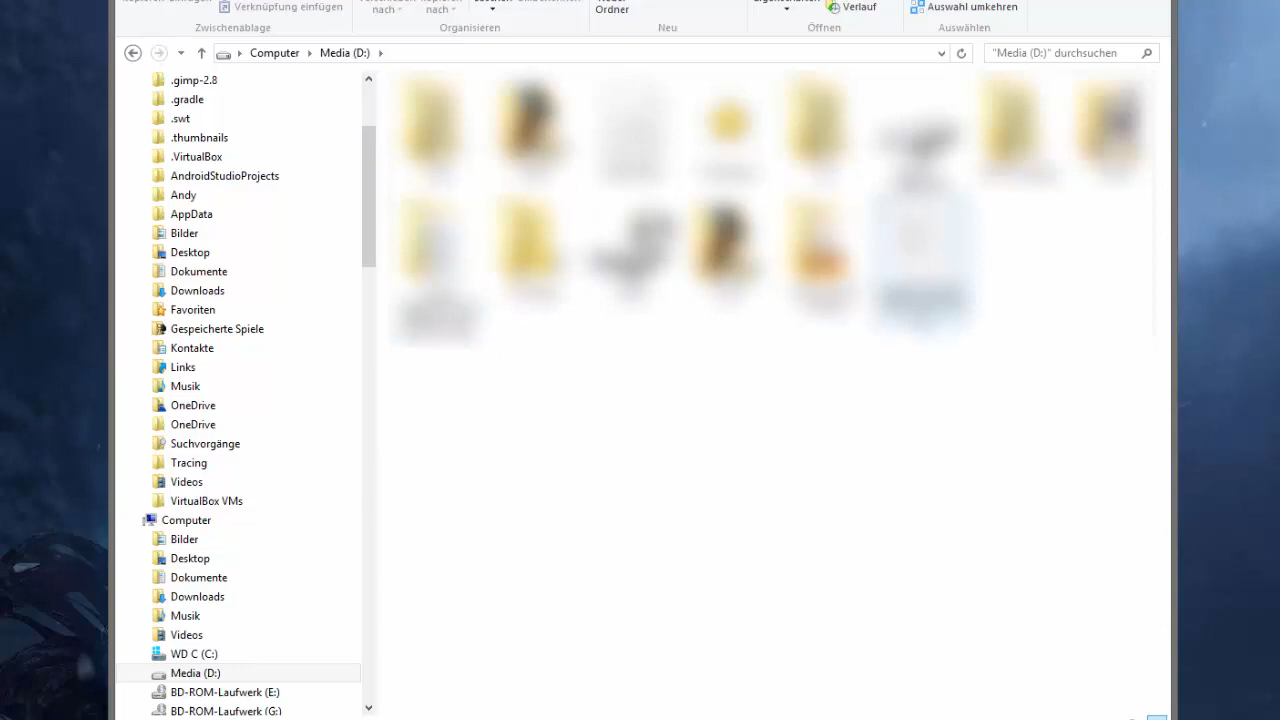 Verknüpfung einfügen
nach
nach
Neuer
Ordner
Verlauf
Auswahl umkehren
Zwischenablage
Organisieren
Neu
Öffnen
Auswählen
Computer
Media (D:)
"Media (D:)" durchsuchen
.gimp-2.8
.gradle
.swt
.thumbnails
.VirtualBox
AndroidStudioProjects
Andy
AppData
Bilder
Desktop
Dokumente
Downloads
Favoriten
Gespeicherte Spiele
Kontakte
Links
Musik
OneDrive
OneDrive
Suchvorgänge
Tracing
Videos
VirtualBox VMs
Computer
Bilder
Desktop
Dokumente
Downloads
Musik
Videos
WD C (C:)
Media (D:)
BD-ROM-Laufwerk (E:)
BD-ROM-Laufwerk (G:)